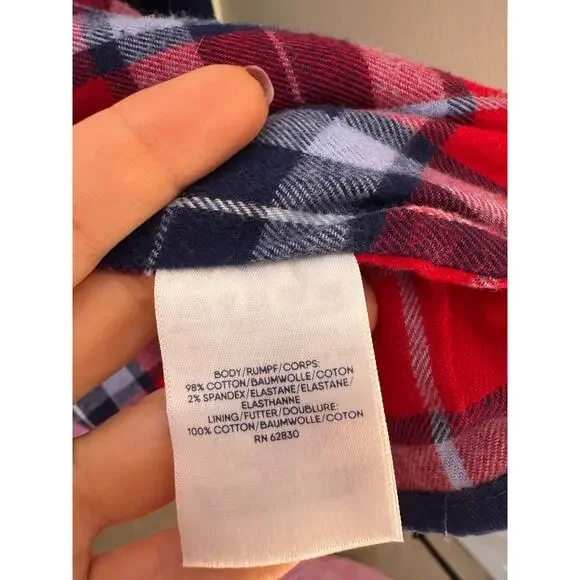 BODY/RUMPF/CORPS:
98% COTTON/BAUMWOLLE/COTON
2% SPANDEX/ELASTANE/ELASTANE/
ELASTHANNE
LINING/FUTTER/DOUBLURE:
100% COTTON/BAUMWOLLE/COTON
RN 62830